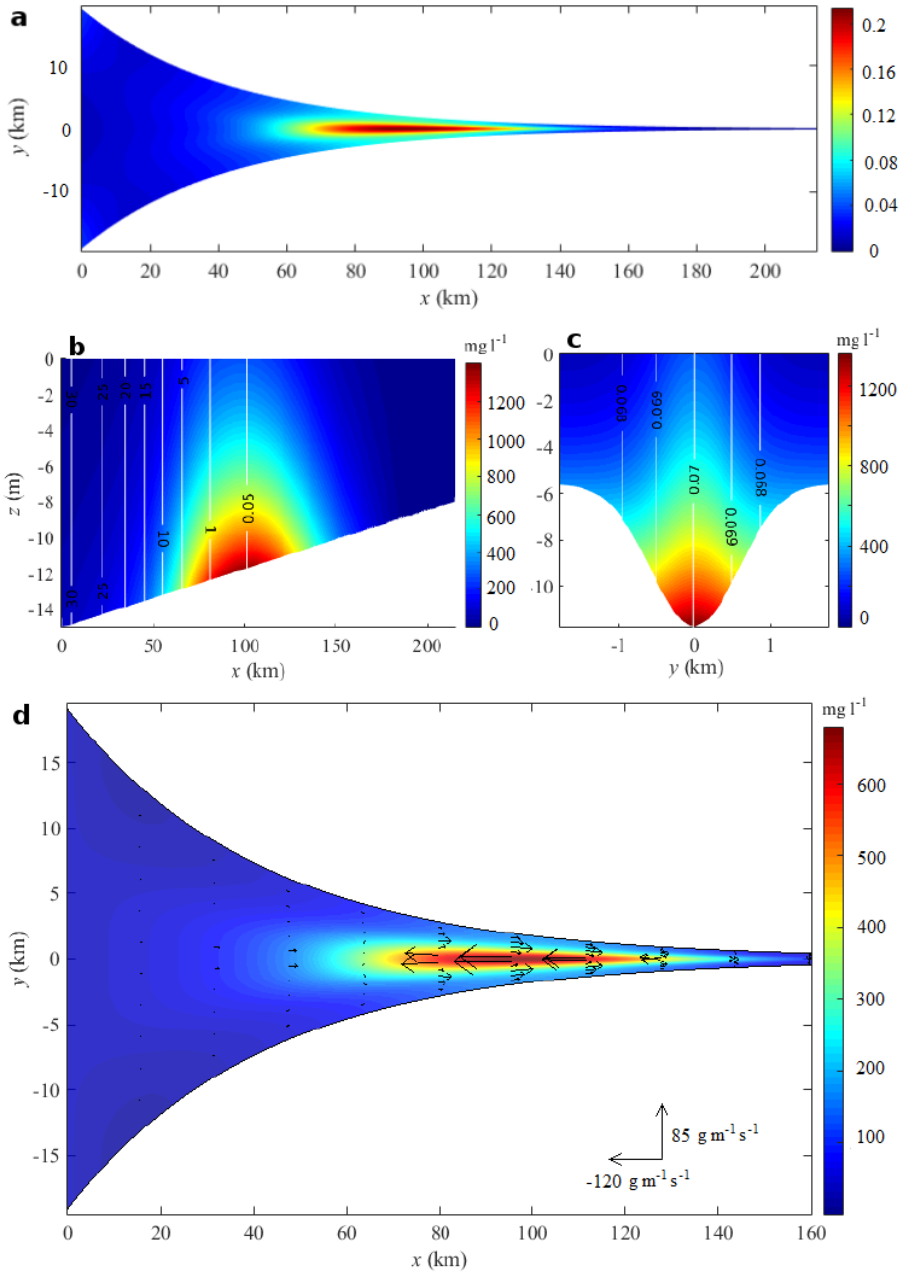 a
y (km)
10
0
-10
0 20 40 60 80 100 120 140 160 180 200
x (km)
0.2
0.16
0.12
0.08
0.04
0
b
z (m)
0
-2
-4
-6
-8
-10
-12
-14
30 25 20 15 5
10 1 0.05
30 25
0 50 100 150 200
x (km)
mg l⁻¹
1200
1000
800
600
400
200
0
c
0
-2
-4
-6
-8
-10
0.068 0.069 0.07 0.069 0.068
-1 0 1
y (km)
mg l⁻¹
1200
800
400
0
d
y (km)
15
10
5
0
-5
-10
-15
0 20 40 60 80 100 120 140 160
x (km)
85 g m⁻¹ s⁻¹
-120 g m⁻¹ s⁻¹
mg l⁻¹
600
500
400
300
200
100